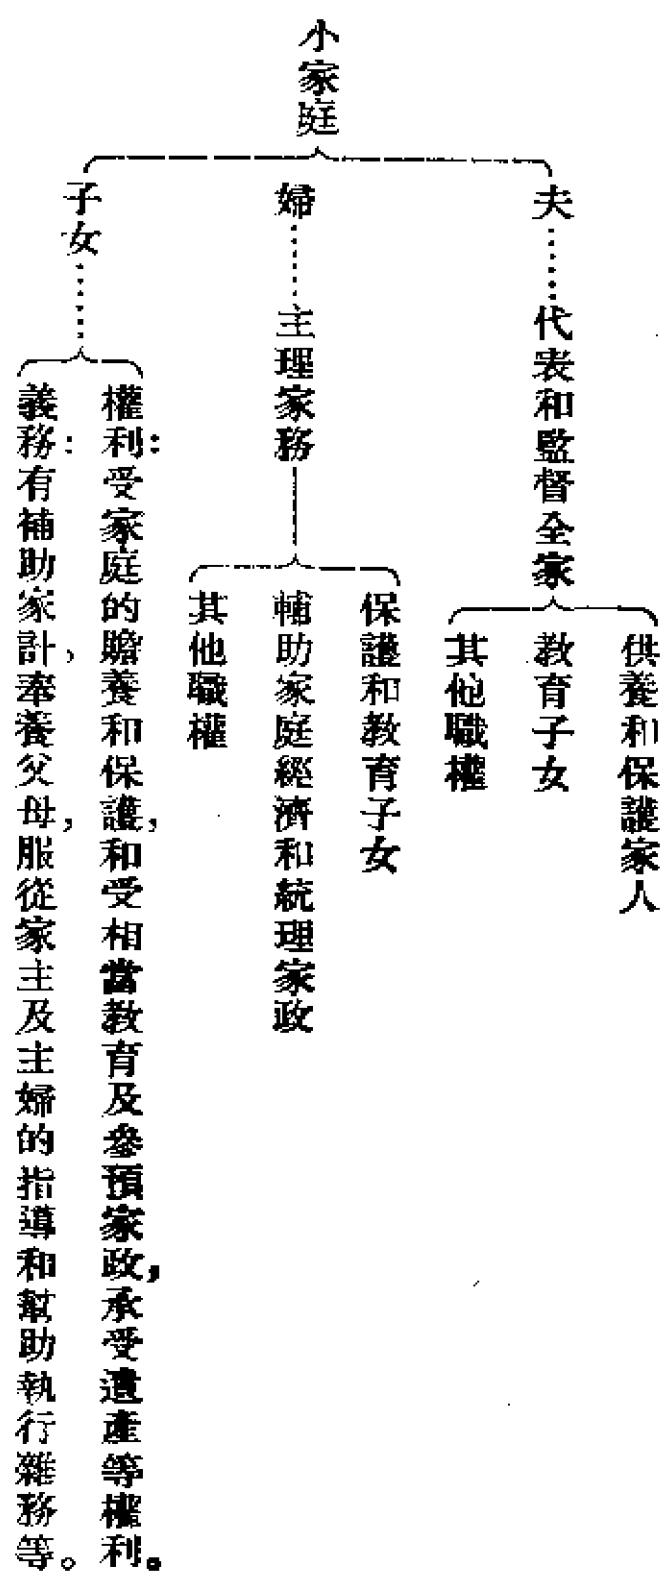 小家庭
夫……代表和監督全家
供養和保護家人
教育子女
其他職權
婦……主理家務
保護和教育子女
輔助家庭經濟和統理家政
其他職權
子女……
權利：受家庭的贍養和保護，和受相當教育及參預家政，承受遺產等權利。
義務：有補助家計，奉養父母，服從家主及主婦的指導和幫助執行雜務等。